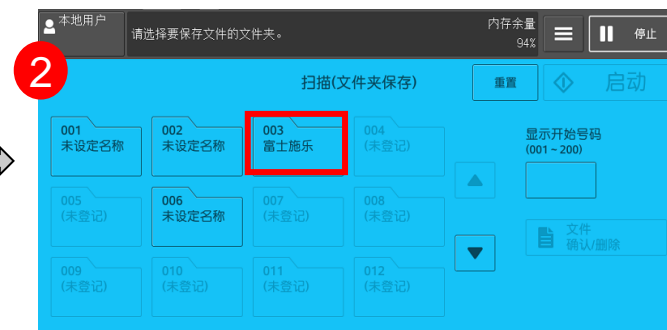 本地用户
请选择要保存文件的文件夹。
内存余量
94%
停止
2
扫描(文件夹保存)
重置
启动
001
未设定名称
002
未设定名称
003
富士施乐
004
(未登记)
显示开始号码
(001 ~ 200)
005
(未登记)
006
未设定名称
007
(未登记)
008
(未登记)
文件
确认/删除
009
(未登记)
010
(未登记)
011
(未登记)
012
(未登记)